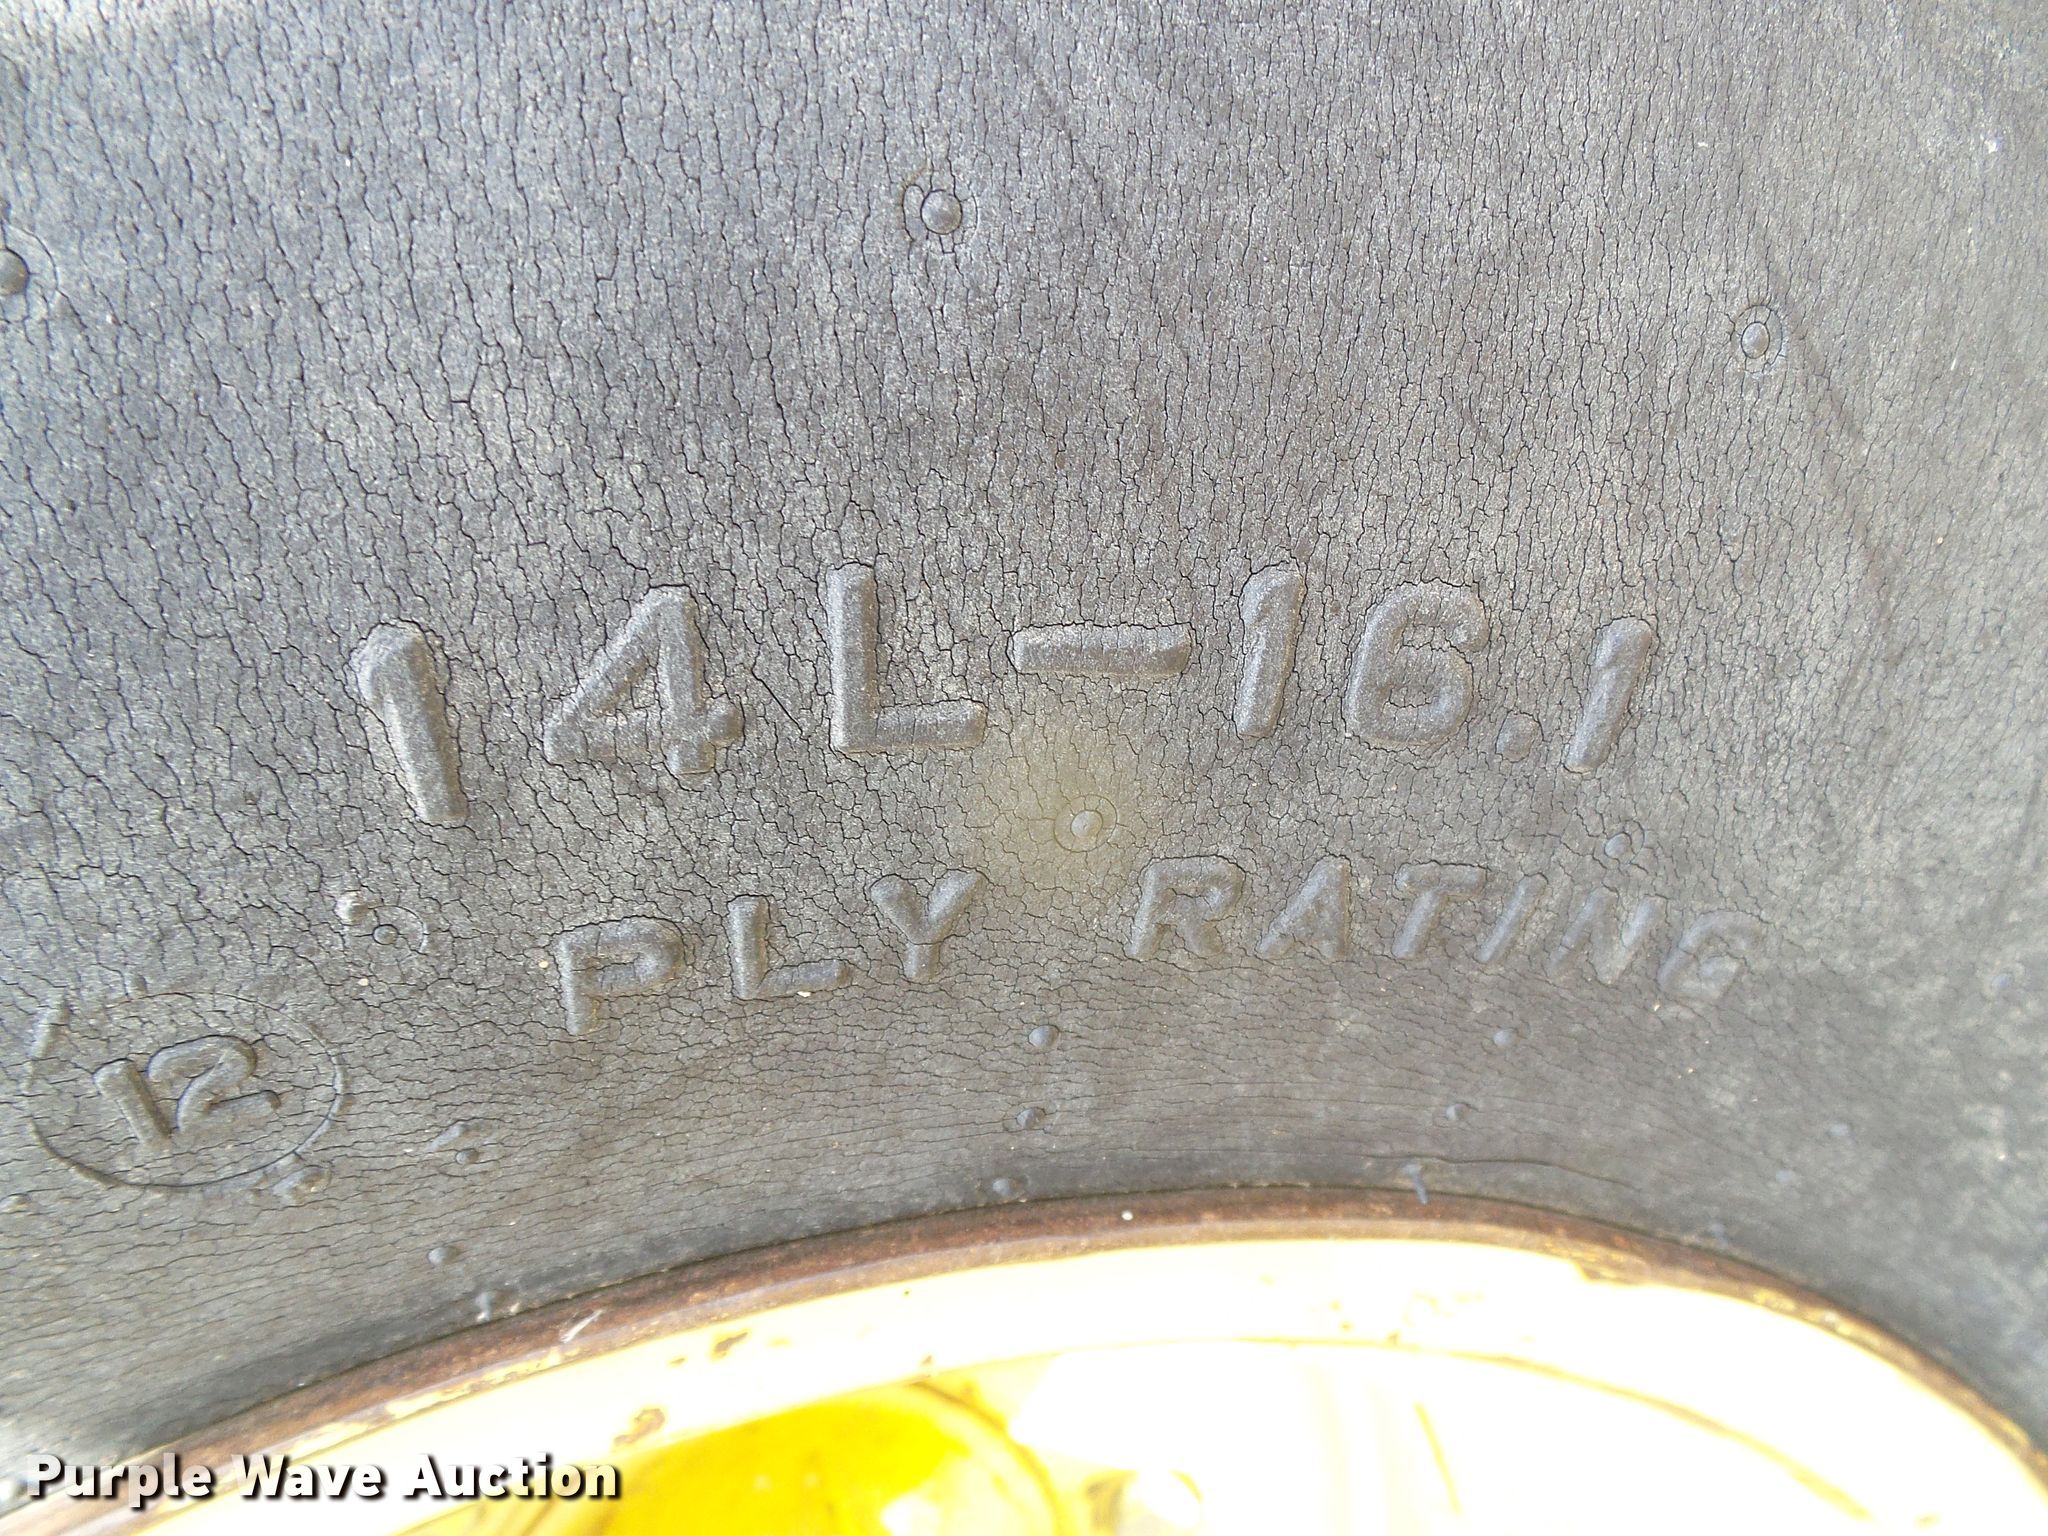 14L-16.1
12 PLY RATING
Purple Wave Auction